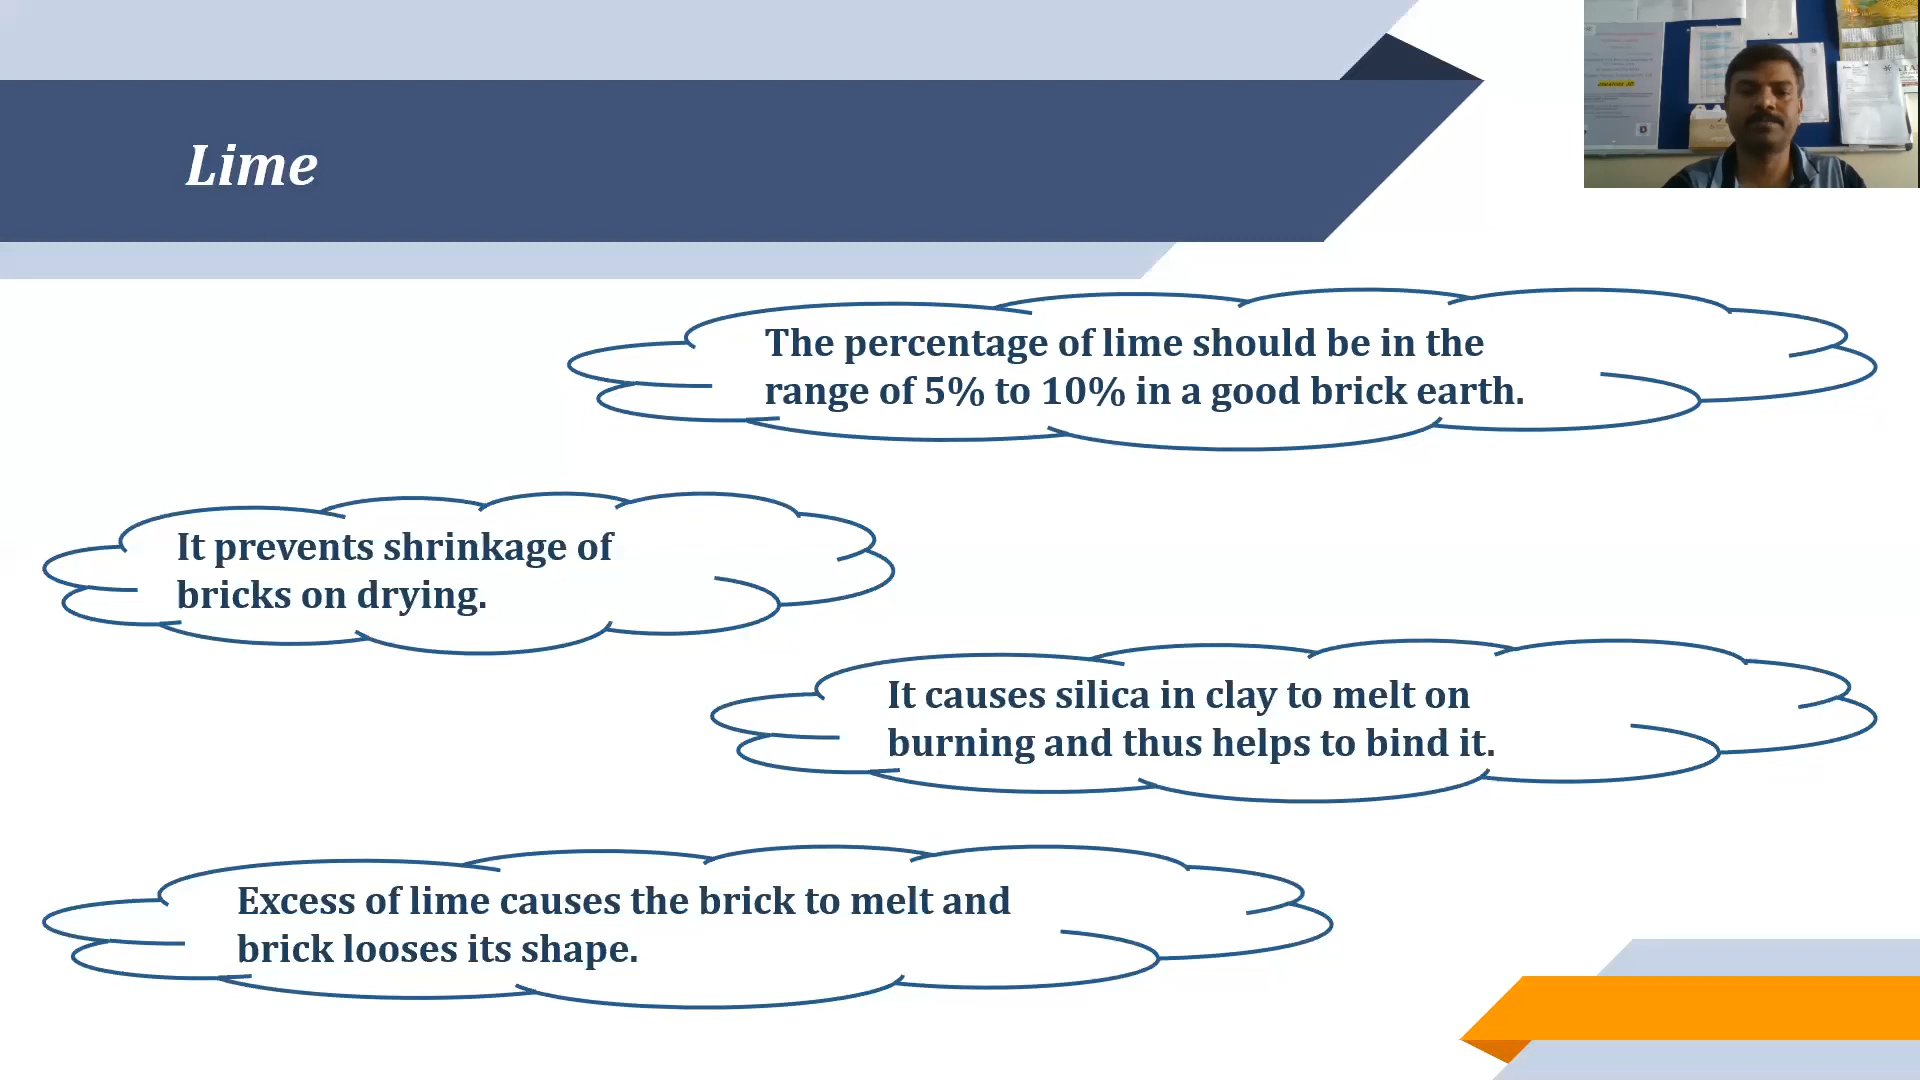 Lime
The percentage of lime should be in the
range of 5% to 10% in a good brick earth.
It prevents shrinkage of
bricks on drying.
It causes silica in clay to melt on
burning and thus helps to bind it.
Excess of lime causes the brick to melt and
brick looses its shape.